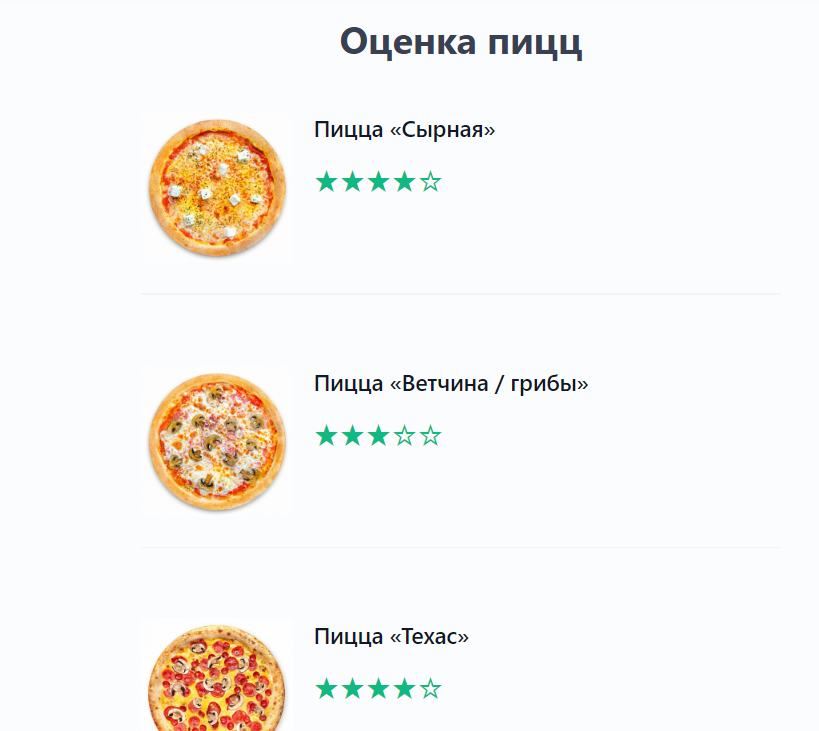 Оценка пицц
Пицца «Сырная»
★★★★☆
Пицца «Ветчина / грибы»
★★★☆☆
Пицца «Техас»
★★★★☆